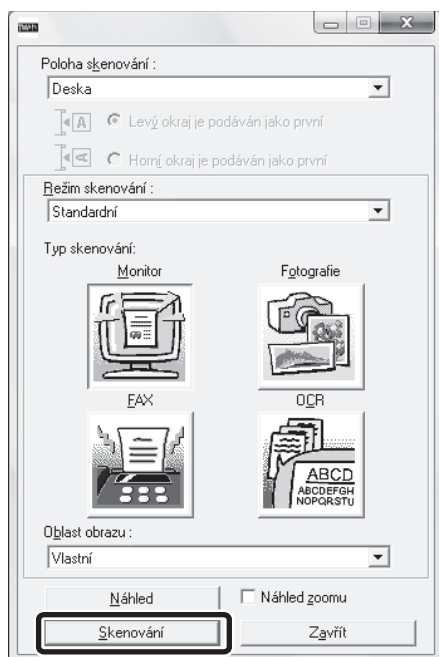 Poloha skenování :
Deska
A Levý okraj je podáván jako první
A Horní okraj je podáván jako první
Režim skenování :
Standardní
Typ skenování:
Monitor Fotografie
FAX OCR
ABCD
ABCDEFGH
NOPQRSTU
Oblast obrazu :
Vlastní
Náhled Náhled zoomu
Skenování Zavřít